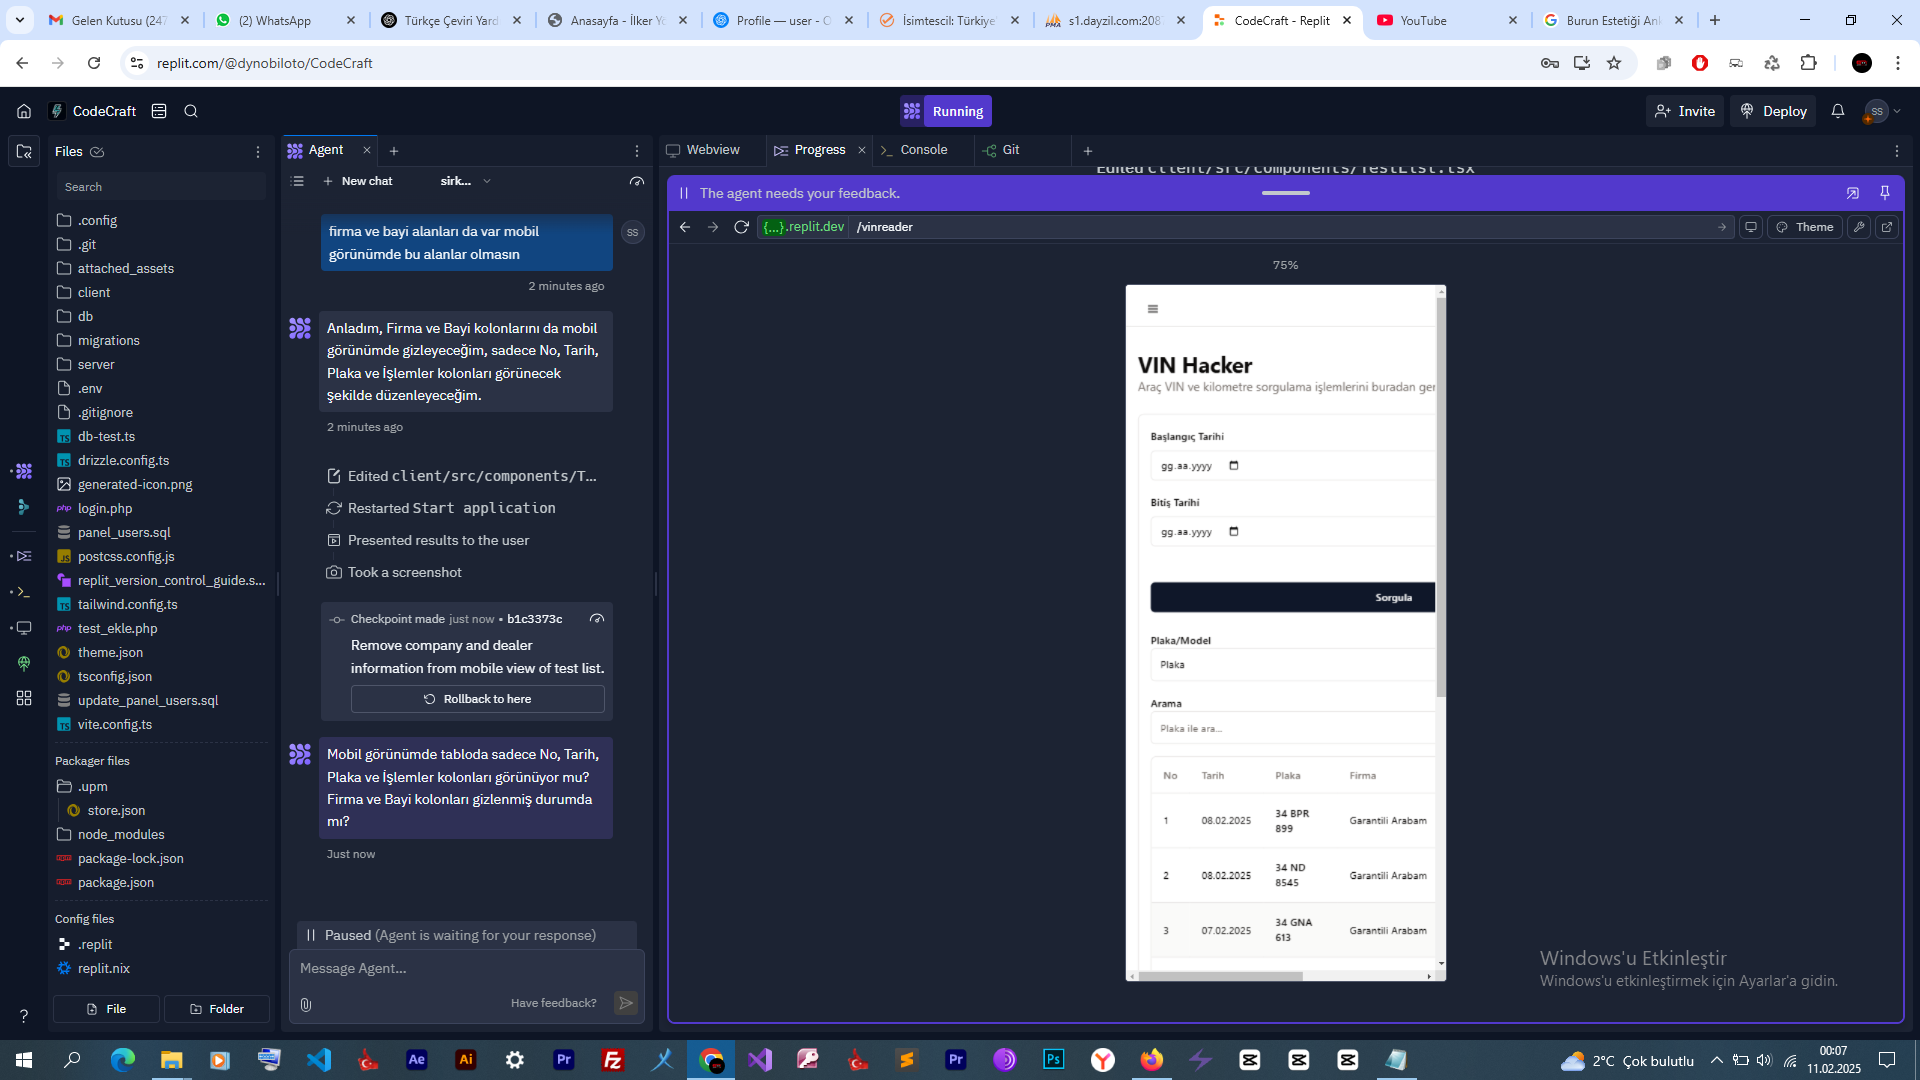 Gelen Kutusu (247
(2) WhatsApp
Türkçe Çeviri Yard
Anasayfa - İlker Yö
Profile — user - O
İsimtescil: Türkiye'
s1.dayzil.com:208
CodeCraft - Replit
YouTube
Burun Estetiği Ank
replit.com/@dynobiloto/CodeCraft
CodeCraft
Running
Invite
Deploy
SS
Files
Agent
Webview
Progress
Console
Git
Search
New chat
sirk...
Edited client/src/components/TestList.tsx
The agent needs your feedback.
{...}.replit.dev
/vinreader
Theme
75%
.config
.git
attached_assets
client
db
migrations
server
.env
.gitignore
db-test.ts
drizzle.config.ts
generated-icon.png
login.php
panel_users.sql
postcss.config.js
replit_version_control_guide.s...
tailwind.config.ts
test_ekle.php
theme.json
tsconfig.json
update_panel_users.sql
vite.config.ts
Packager files
.upm
store.json
node_modules
package-lock.json
package.json
Config files
.replit
replit.nix
File
Folder
firma ve bayi alanları da var mobil
görünümde bu alanlar olmasın
SS
2 minutes ago
Anladım, Firma ve Bayi kolonlarını da mobil
görünümde gizleyeceğim, sadece No, Tarih,
Plaka ve İşlemler kolonları görünecek
şekilde düzenleyeceğim.
2 minutes ago
Edited client/src/components/T...
Restarted Start application
Presented results to the user
Took a screenshot
Checkpoint made just now • b1c3373c
Remove company and dealer
information from mobile view of test list.
Rollback to here
Mobil görünümde tabloda sadece No, Tarih,
Plaka ve İşlemler kolonları görünüyor mu?
Firma ve Bayi kolonları gizlenmiş durumda
mı?
Just now
Paused (Agent is waiting for your response)
Message Agent...
Have feedback?
VIN Hacker
Araç VIN ve kilometre sorgulama işlemlerini buradan ger
Başlangıç Tarihi
gg.aa.yyyy
Bitiş Tarihi
gg.aa.yyyy
Sorgula
Plaka/Model
Plaka
Arama
Plaka ile ara...
No Tarih Plaka Firma
1 08.02.2025 34 BPR 899 Garantili Arabam
2 08.02.2025 34 ND 8545 Garantili Arabam
3 07.02.2025 34 GNA 613 Garantili Arabam
Windows'u Etkinleştir
Windows'u etkinleştirmek için Ayarlar'a gidin.
2°C Çok bulutlu
00:07
11.02.2025